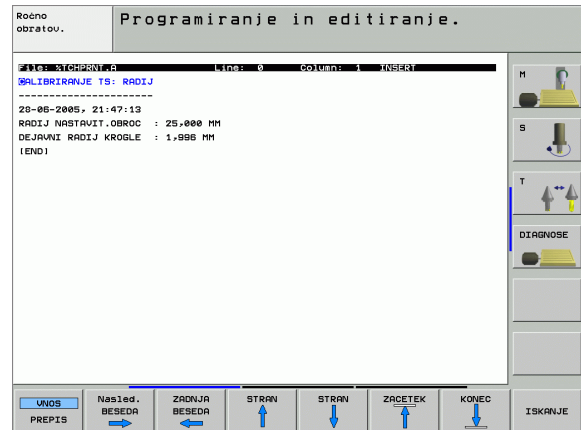 Ročno
obratov.
Programiranje in editiranje.
File: %TCHPRNT.A Line: 0 Column: 1 INSERT
KALIBRIRANJE TS: RADIJ
----------------------
28-06-2005, 21:47:13
RADIJ NASTAVIT.OBROC : 25,000 MM
DEJAVNI RADIJ KROGLE : 1,996 MM
[END]
M
S
T
DIAGNOSE
VNOS
PREPIS
Nasled.
BESEDA
ZADNJA
BESEDA
STRAN
STRAN
ZACETEK
KONEC
ISKANJE